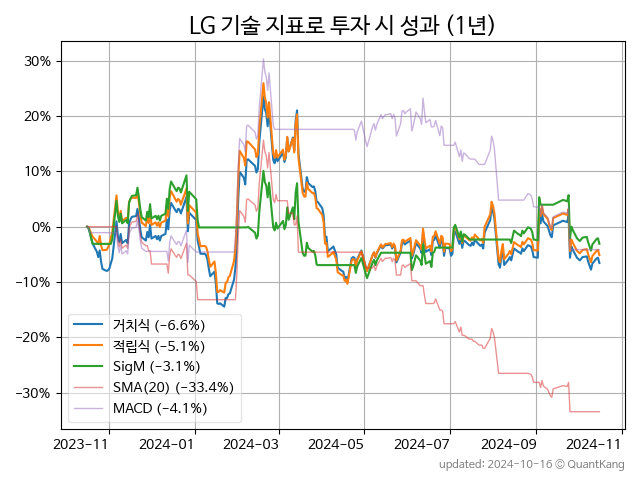 LG 기술 지표로 투자 시 성과 (1년)
30%
20%
10%
0%
−10%
−20%
−30%
거치식 (−6.6%)
적립식 (−5.1%)
SigM (−3.1%)
SMA(20) (−33.4%)
MACD (−4.1%)
2023-11 2024-01 2024-03 2024-05 2024-07 2024-09 2024-11
updated: 2024-10-16 © QuantKang